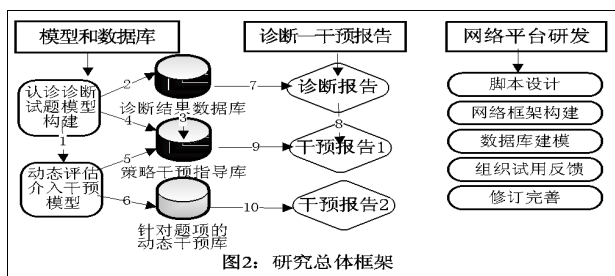 模型和数据库
诊断—干预报告
网络平台研发
认诊诊断
试题模型
构建
2
4
诊断结果数据库
3
7
诊断报告
8
1
动态评估
介入干预
模型
5
6
策略干预指导库
9
干预报告1
针对题项的
动态干预库
10
干预报告2
脚本设计
网络框架构建
数据库建模
组织试用反馈
修订完善
图2：研究总体框架